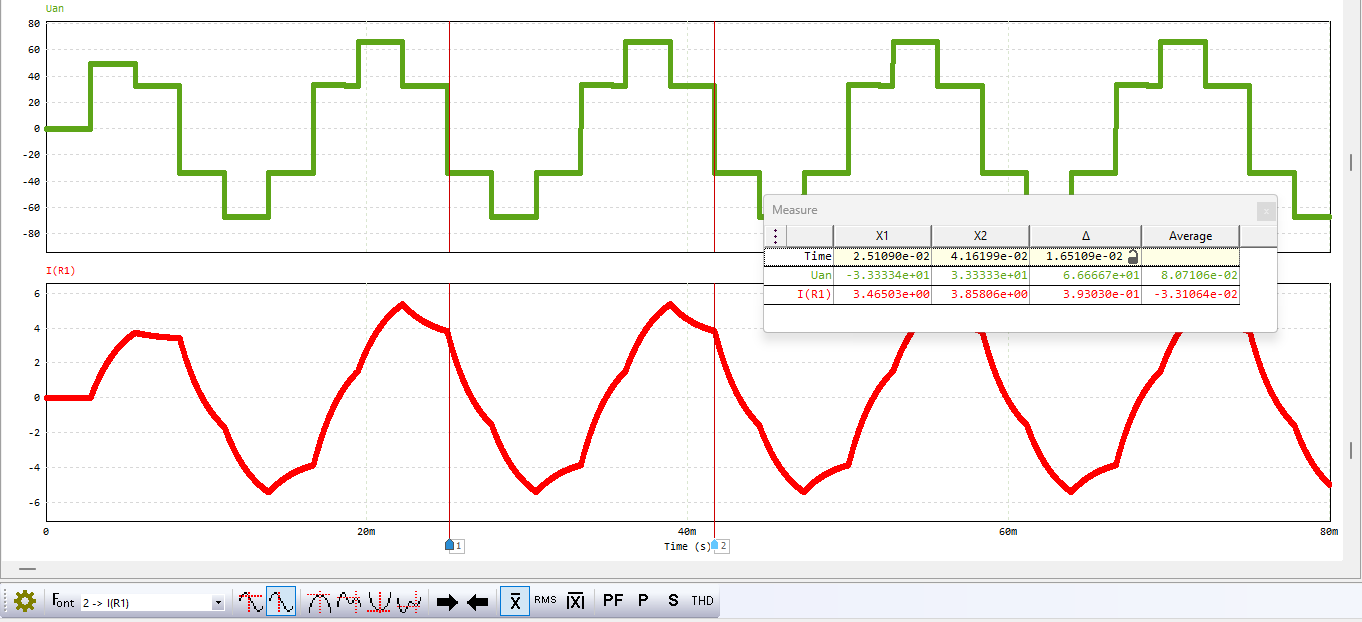 Uan
80
60
40
20
0
-20
-40
-60
-80
Measure
X1 X2 Δ Average
Time 2.51090e-02 4.16199e-02 1.65109e-02
Uan -3.33334e+01 3.33333e+01 6.66667e+01 8.07106e-02
I(R1) 3.46503e+00 3.85806e+00 3.93030e-01 -3.31064e-02
I(R1)
6
4
2
0
-2
-4
-6
0 20m 40m 60m 80m
Time (s)
1 2
Font 2 -> I(R1) X RMS |X| PF P S THD